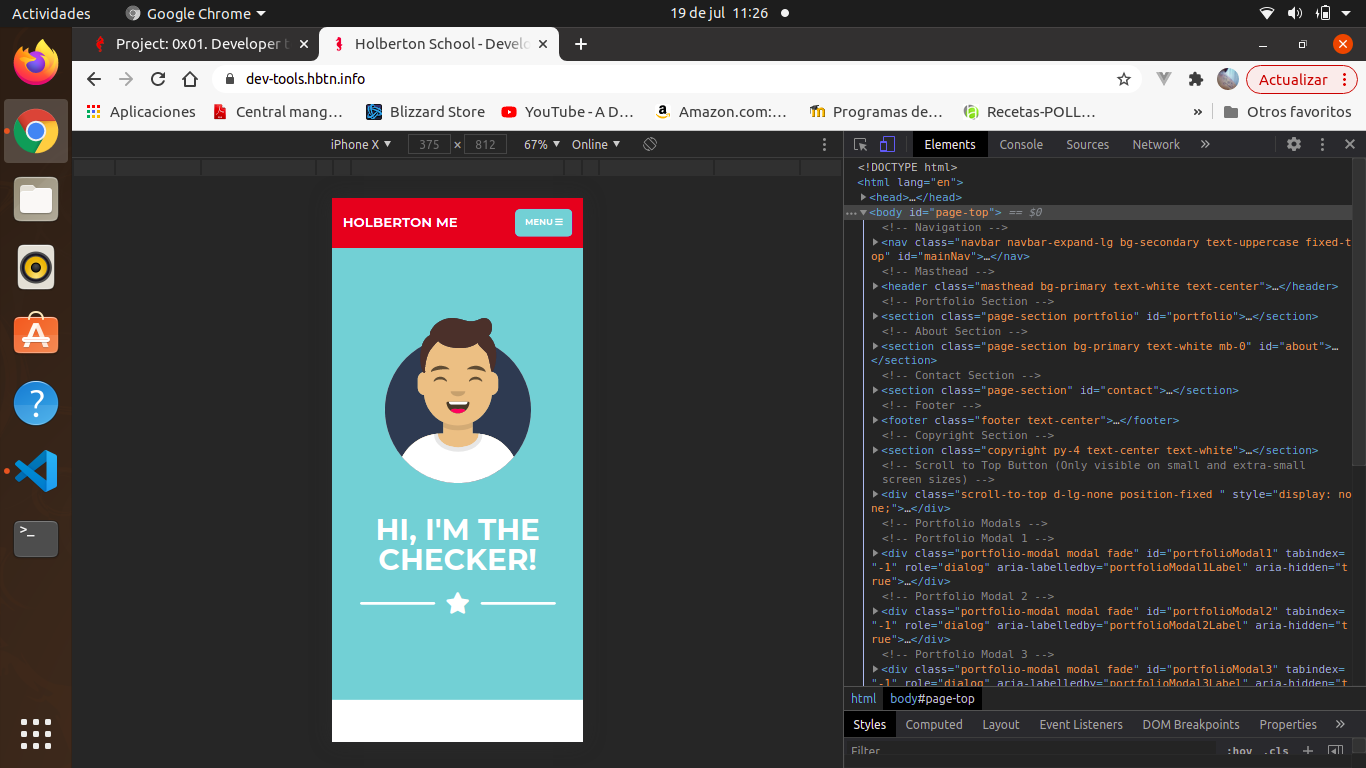 Actividades
Google Chrome
19 de jul 11:26
Project: 0x01. Developer t
Holberton School - Develo
dev-tools.hbtn.info
Actualizar
Aplicaciones
Central mang…
Blizzard Store
YouTube - A D…
Amazon.com:…
Programas de…
Recetas-POLL…
»
Otros favoritos
iPhone X
375 × 812
67%
Online
HOLBERTON ME
MENU
HI, I'M THE
CHECKER!
Elements
Console
Sources
Network
»
<!DOCTYPE html>
<html lang="en">
<head>…</head>
<body id="page-top"> == $0
<!-- Navigation -->
<nav class="navbar navbar-expand-lg bg-secondary text-uppercase fixed-t
op" id="mainNav">…</nav>
<!-- Masthead -->
<header class="masthead bg-primary text-white text-center">…</header>
<!-- Portfolio Section -->
<section class="page-section portfolio" id="portfolio">…</section>
<!-- About Section -->
<section class="page-section bg-primary text-white mb-0" id="about">…
</section>
<!-- Contact Section -->
<section class="page-section" id="contact">…</section>
<!-- Footer -->
<footer class="footer text-center">…</footer>
<!-- Copyright Section -->
<section class="copyright py-4 text-center text-white">…</section>
<!-- Scroll to Top Button (Only visible on small and extra-small
screen sizes) -->
<div class="scroll-to-top d-lg-none position-fixed " style="display: no
ne;">…</div>
<!-- Portfolio Modals -->
<!-- Portfolio Modal 1 -->
<div class="portfolio-modal modal fade" id="portfolioModal1" tabindex=
"-1" role="dialog" aria-labelledby="portfolioModal1Label" aria-hidden="t
rue">…</div>
<!-- Portfolio Modal 2 -->
<div class="portfolio-modal modal fade" id="portfolioModal2" tabindex=
"-1" role="dialog" aria-labelledby="portfolioModal2Label" aria-hidden="t
rue">…</div>
<!-- Portfolio Modal 3 -->
<div class="portfolio-modal modal fade" id="portfolioModal3" tabindex=
"-1" role="dialog" aria-labelledby="portfolioModal3Label" aria-hidden="t
html
body#page-top
Styles
Computed
Layout
Event Listeners
DOM Breakpoints
Properties
»
Filter
:hov
.cls